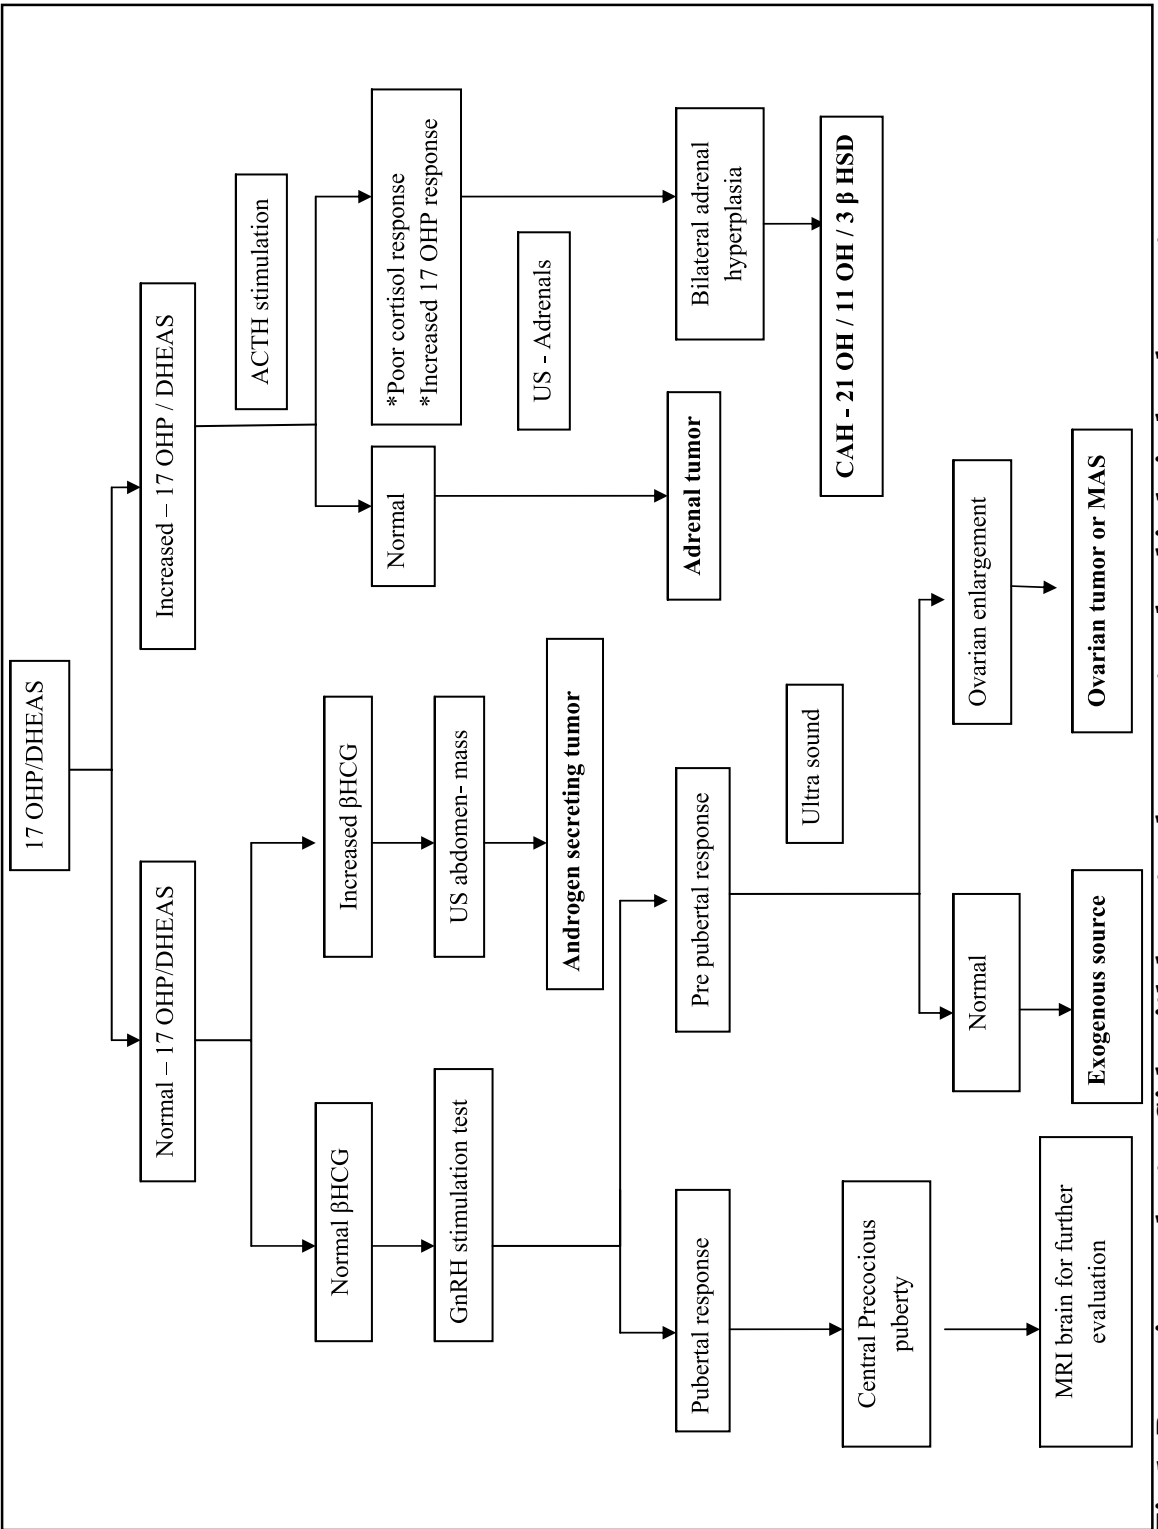 17 OHP/DHEAS
Normal – 17 OHP/DHEAS
Increased – 17 OHP / DHEAS
ACTH stimulation
Normal βHCG
Increased βHCG
Normal
*Poor cortisol response
*Increased 17 OHP response
GnRH stimulation test
US abdomen- mass
US - Adrenals
Androgen secreting tumor
Adrenal tumor
Bilateral adrenal
hyperplasia
Pubertal response
Pre pubertal response
Ultra sound
CAH - 21 OH / 11 OH / 3 β HSD
Central Precocious
puberty
Normal
Ovarian enlargement
MRI brain for further
evaluation
Exogenous source
Ovarian tumor or MAS